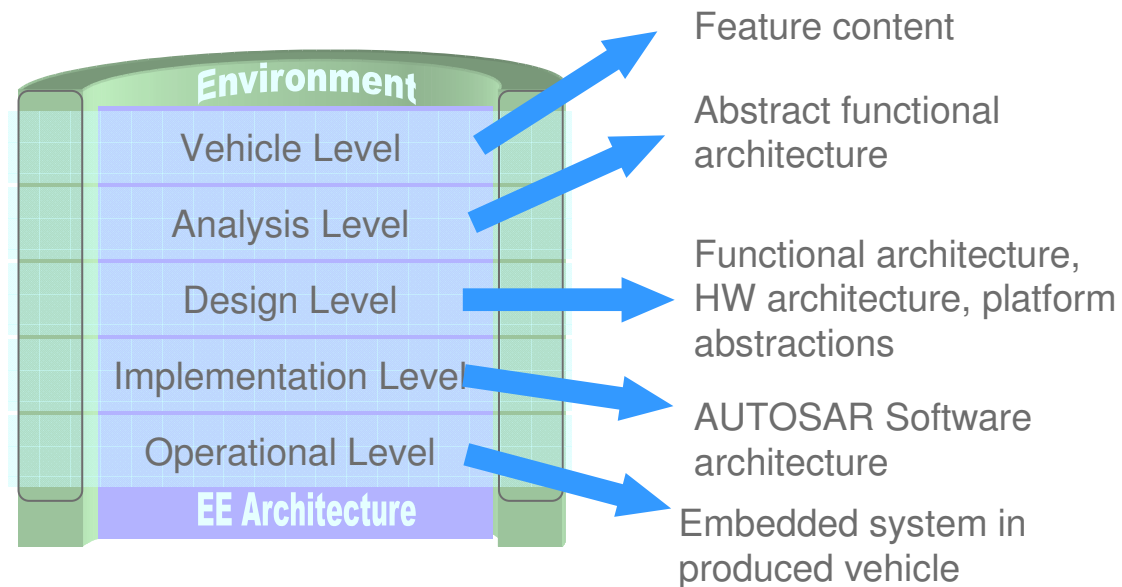 Environment
Vehicle Level
Analysis Level
Design Level
Implementation Level
Operational Level
EE Architecture
Feature content
Abstract functional
architecture
Functional architecture,
HW architecture, platform
abstractions
AUTOSAR Software
architecture
Embedded system in
produced vehicle